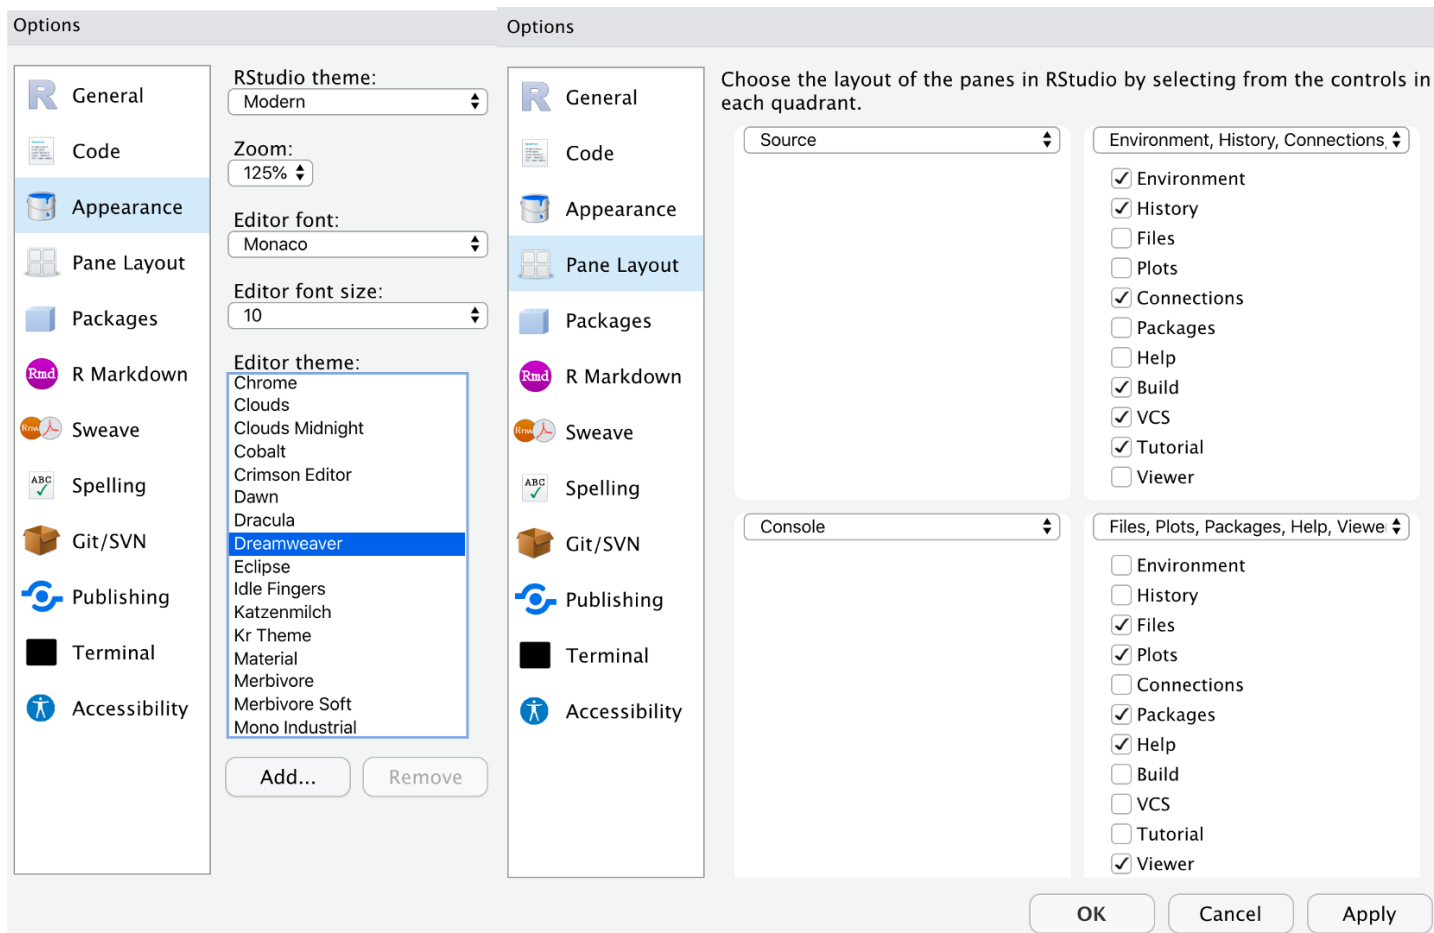 Options
General
Code
Appearance
Pane Layout
Packages
Rmd R Markdown
Rnw Sweave
ABC Spelling
Git/SVN
Publishing
Terminal
Accessibility
RStudio theme:
Modern
Zoom:
125%
Editor font:
Monaco
Editor font size:
10
Editor theme:
Chrome
Clouds
Clouds Midnight
Cobalt
Crimson Editor
Dawn
Dracula
Dreamweaver
Eclipse
Idle Fingers
Katzenmilch
Kr Theme
Material
Merbivore
Merbivore Soft
Mono Industrial
Add...
Remove
Options
General
Code
Appearance
Pane Layout
Packages
Rmd R Markdown
Rnw Sweave
ABC Spelling
Git/SVN
Publishing
Terminal
Accessibility
Choose the layout of the panes in RStudio by selecting from the controls in
each quadrant.
Source
Environment, History, Connections,
Environment
History
Files
Plots
Connections
Packages
Help
Build
VCS
Tutorial
Viewer
Console
Files, Plots, Packages, Help, Viewe
Environment
History
Files
Plots
Connections
Packages
Help
Build
VCS
Tutorial
Viewer
OK
Cancel
Apply